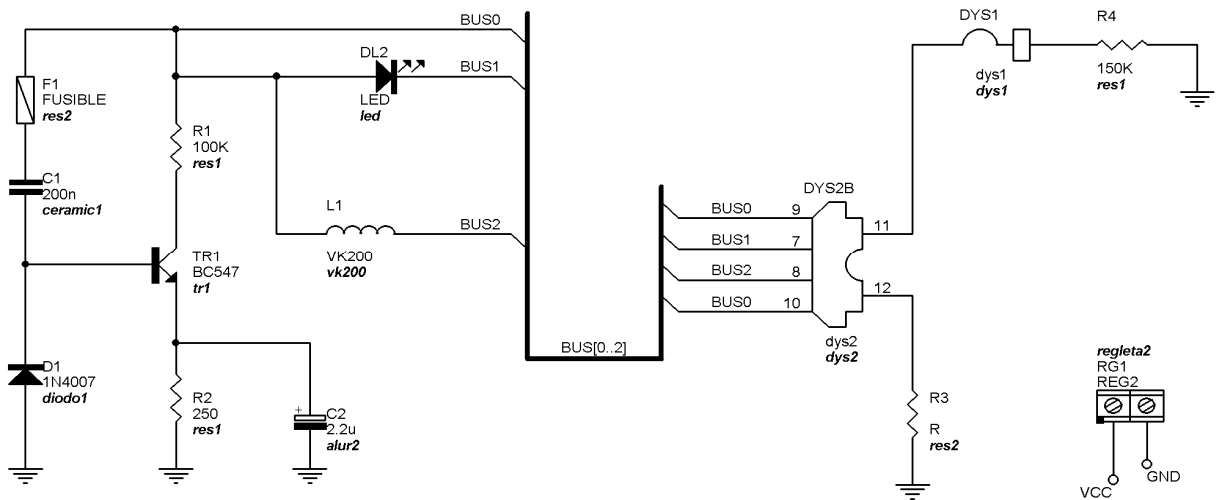 BUS0
DL2
BUS1
LED
led
F1
FUSIBLE
res2
R1
100K
res1
C1
200n
ceramic1
L1
BUS2
VK200
vk200
TR1
BC547
tr1
D1
1N4007
diodo1
R2
250
res1
+
C2
2.2u
alur2
BUS[0..2]
DYS1
dys1
dys1
R4
150K
res1
DYS2B
BUS0 9
11
BUS1 7
BUS2 8
12
BUS0 10
dys2
dys2
R3
R
res2
regleta2
RG1
REG2
VCC
GND